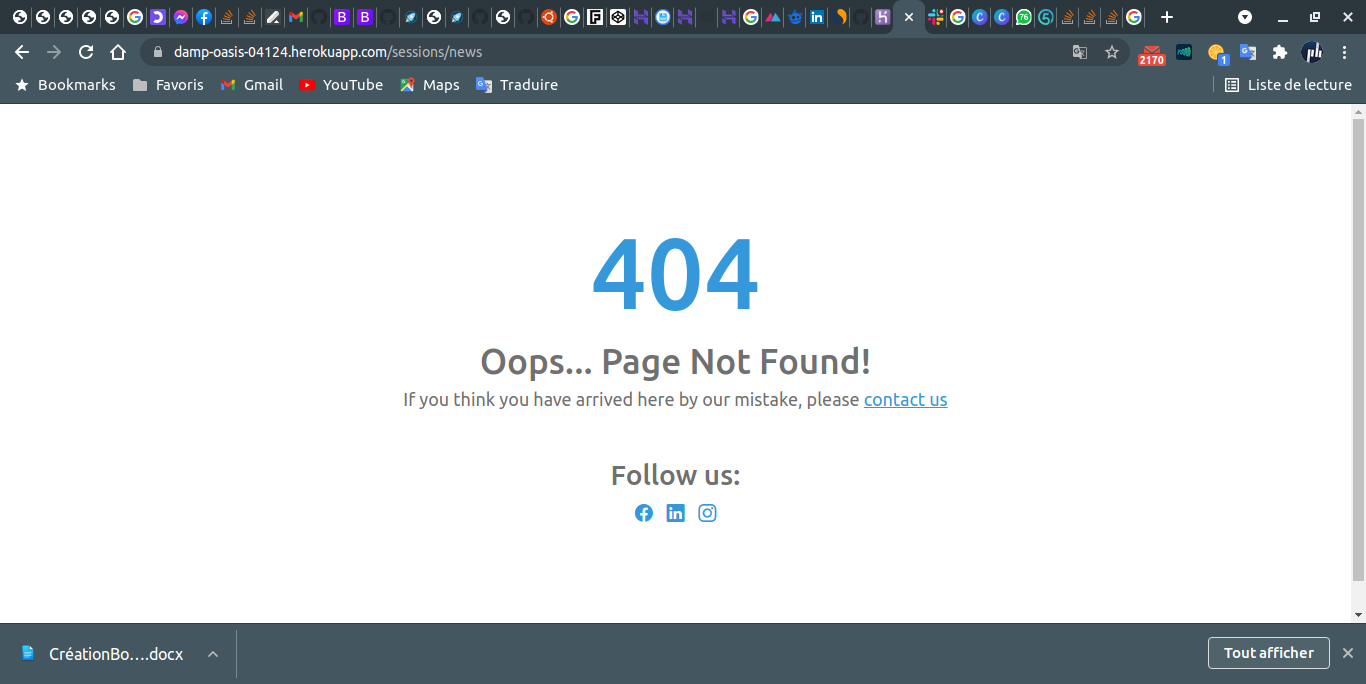 damp-oasis-04124.herokuapp.com/sessions/news
2170
1
Bookmarks Favoris Gmail YouTube Maps Traduire Liste de lecture
404
Oops... Page Not Found!
If you think you have arrived here by our mistake, please contact us
Follow us:
CréationBo....docx Tout afficher